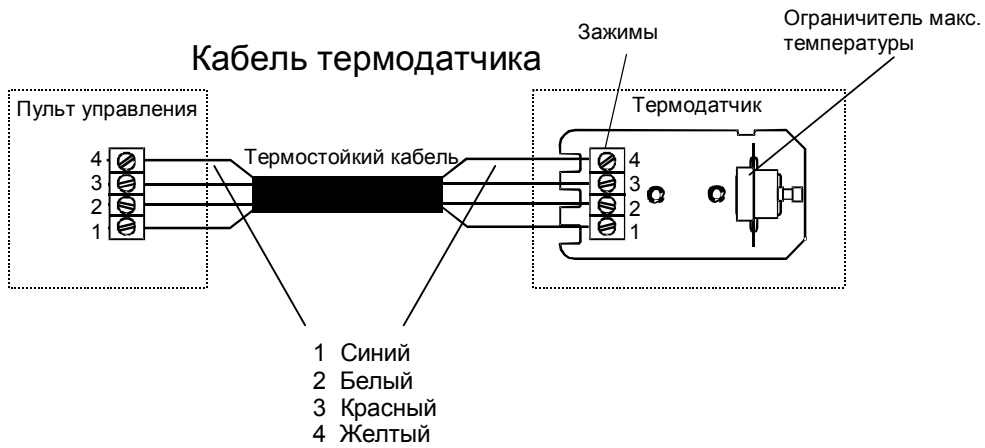 Ограничитель макс.
температуры
Зажимы
Кабель термодатчика
Пульт управления
Термодатчик
Термостойкий кабель
4
3
2
1
4
3
2
1
1 Синий
2 Белый
3 Красный
4 Желтый